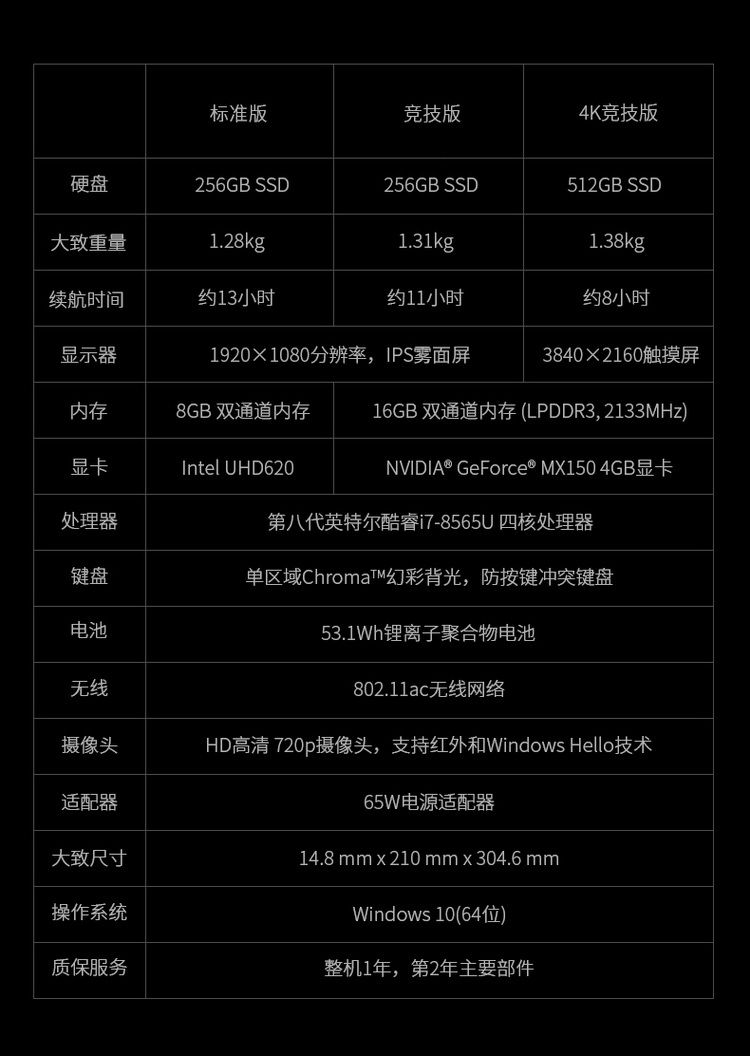 标准版 竞技版 4K竞技版
硬盘 256GB SSD 256GB SSD 512GB SSD
大致重量 1.28kg 1.31kg 1.38kg
续航时间 约13小时 约11小时 约8小时
显示器 1920×1080分辨率，IPS雾面屏 3840×2160触摸屏
内存 8GB 双通道内存 16GB 双通道内存 (LPDDR3, 2133MHz)
显卡 Intel UHD620 NVIDIA® GeForce® MX150 4GB显卡
处理器 第八代英特尔酷睿i7-8565U 四核处理器
键盘 单区域Chroma™幻彩背光，防按键冲突键盘
电池 53.1Wh锂离子聚合物电池
无线 802.11ac无线网络
摄像头 HD高清 720p摄像头，支持红外和Windows Hello技术
适配器 65W电源适配器
大致尺寸 14.8 mm x 210 mm x 304.6 mm
操作系统 Windows 10(64位)
质保服务 整机1年，第2年主要部件